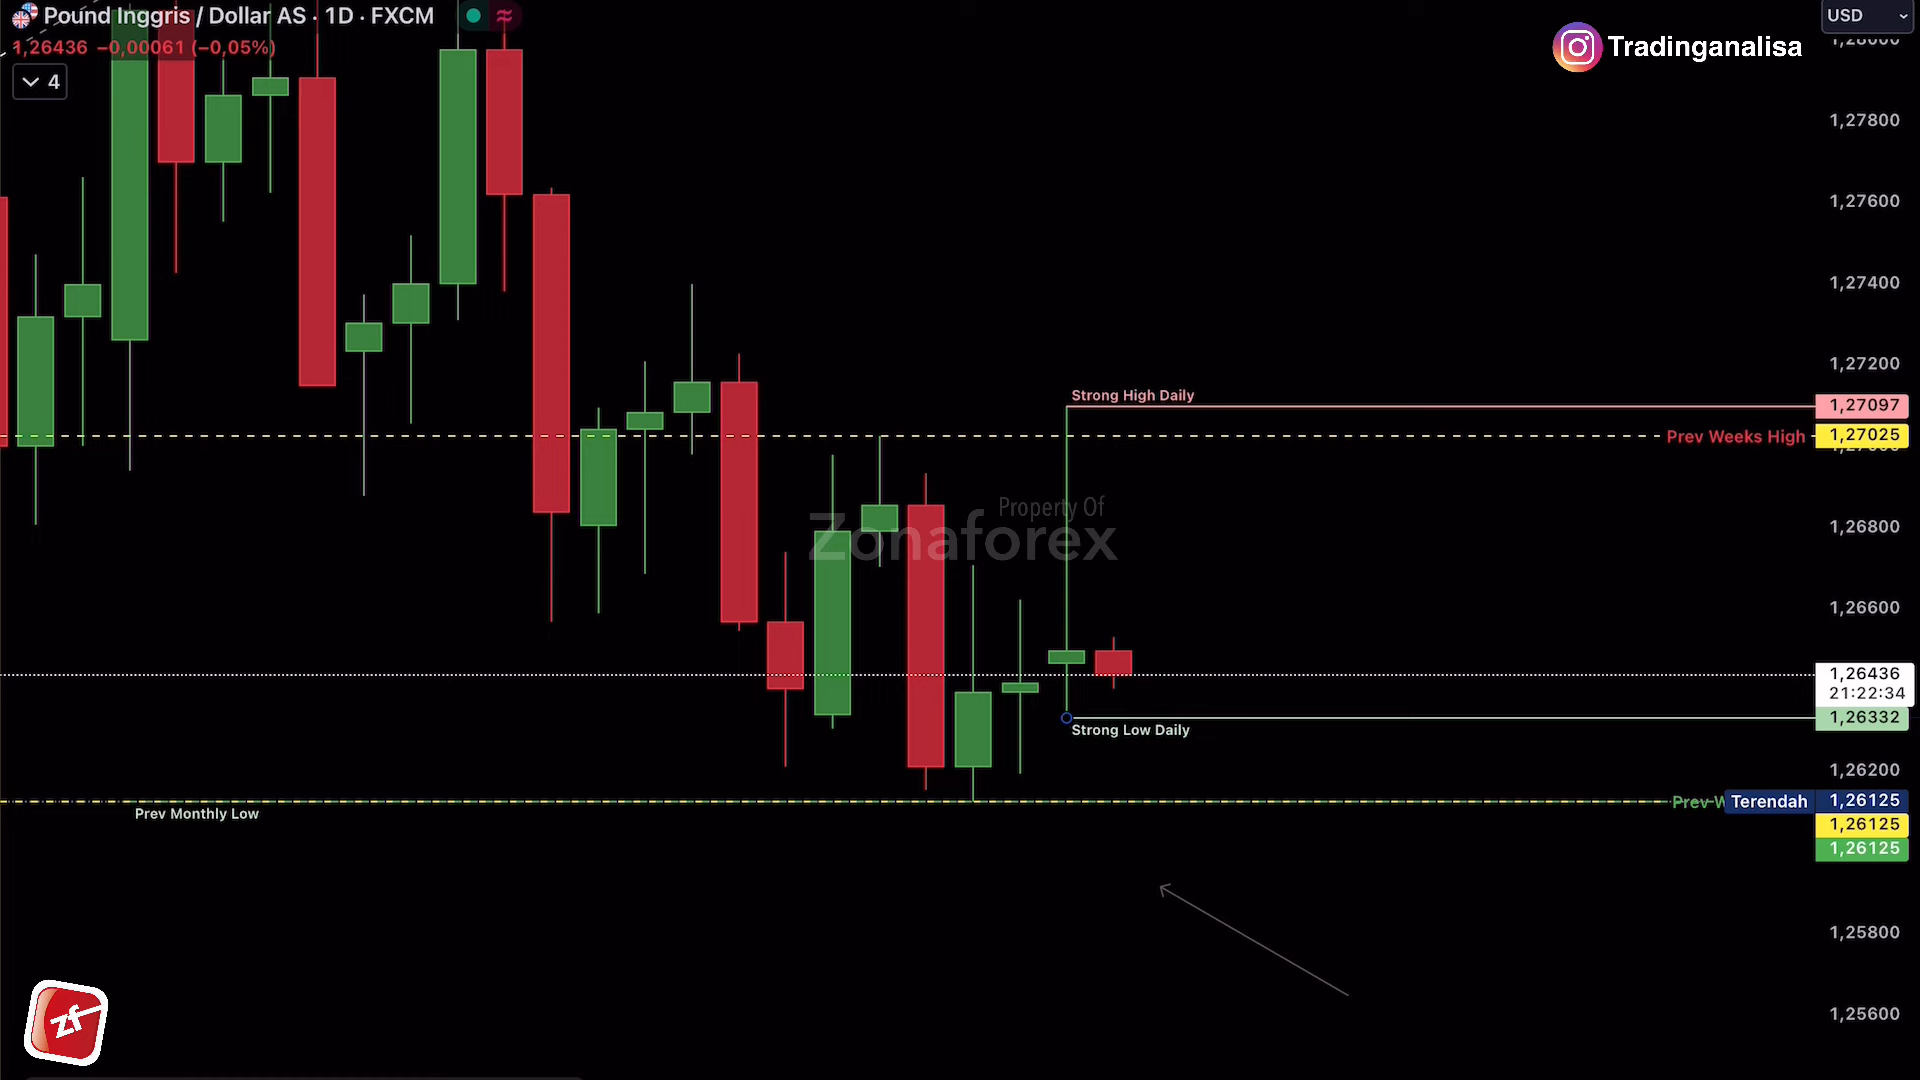 Pound Inggris / Dollar AS · 1D · FXCM
USD
1,26436 −0,00061 (−0,05%)
Tradinganalisa
4
1,27800
1,27600
1,27400
1,27200
Strong High Daily
1,27097
Prev Weeks High
1,27025
Property Of
Zonaforex
1,26800
1,26600
1,26436
21:22:34
1,26332
Strong Low Daily
1,26200
Prev W
Terendah
1,26125
Prev Monthly Low
1,26125
1,26125
1,25800
1,25600
zf